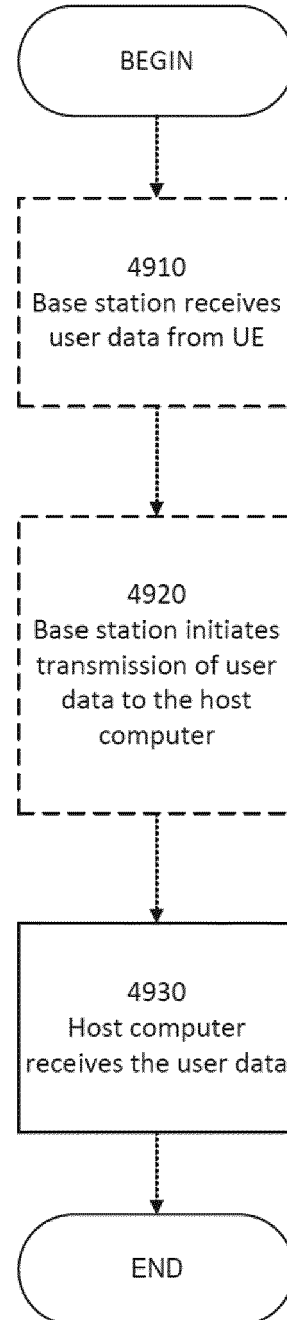 BEGIN
4910
Base station receives
user data from UE
4920
Base station initiates
transmission of user
data to the host
computer
4930
Host computer
receives the user data
END